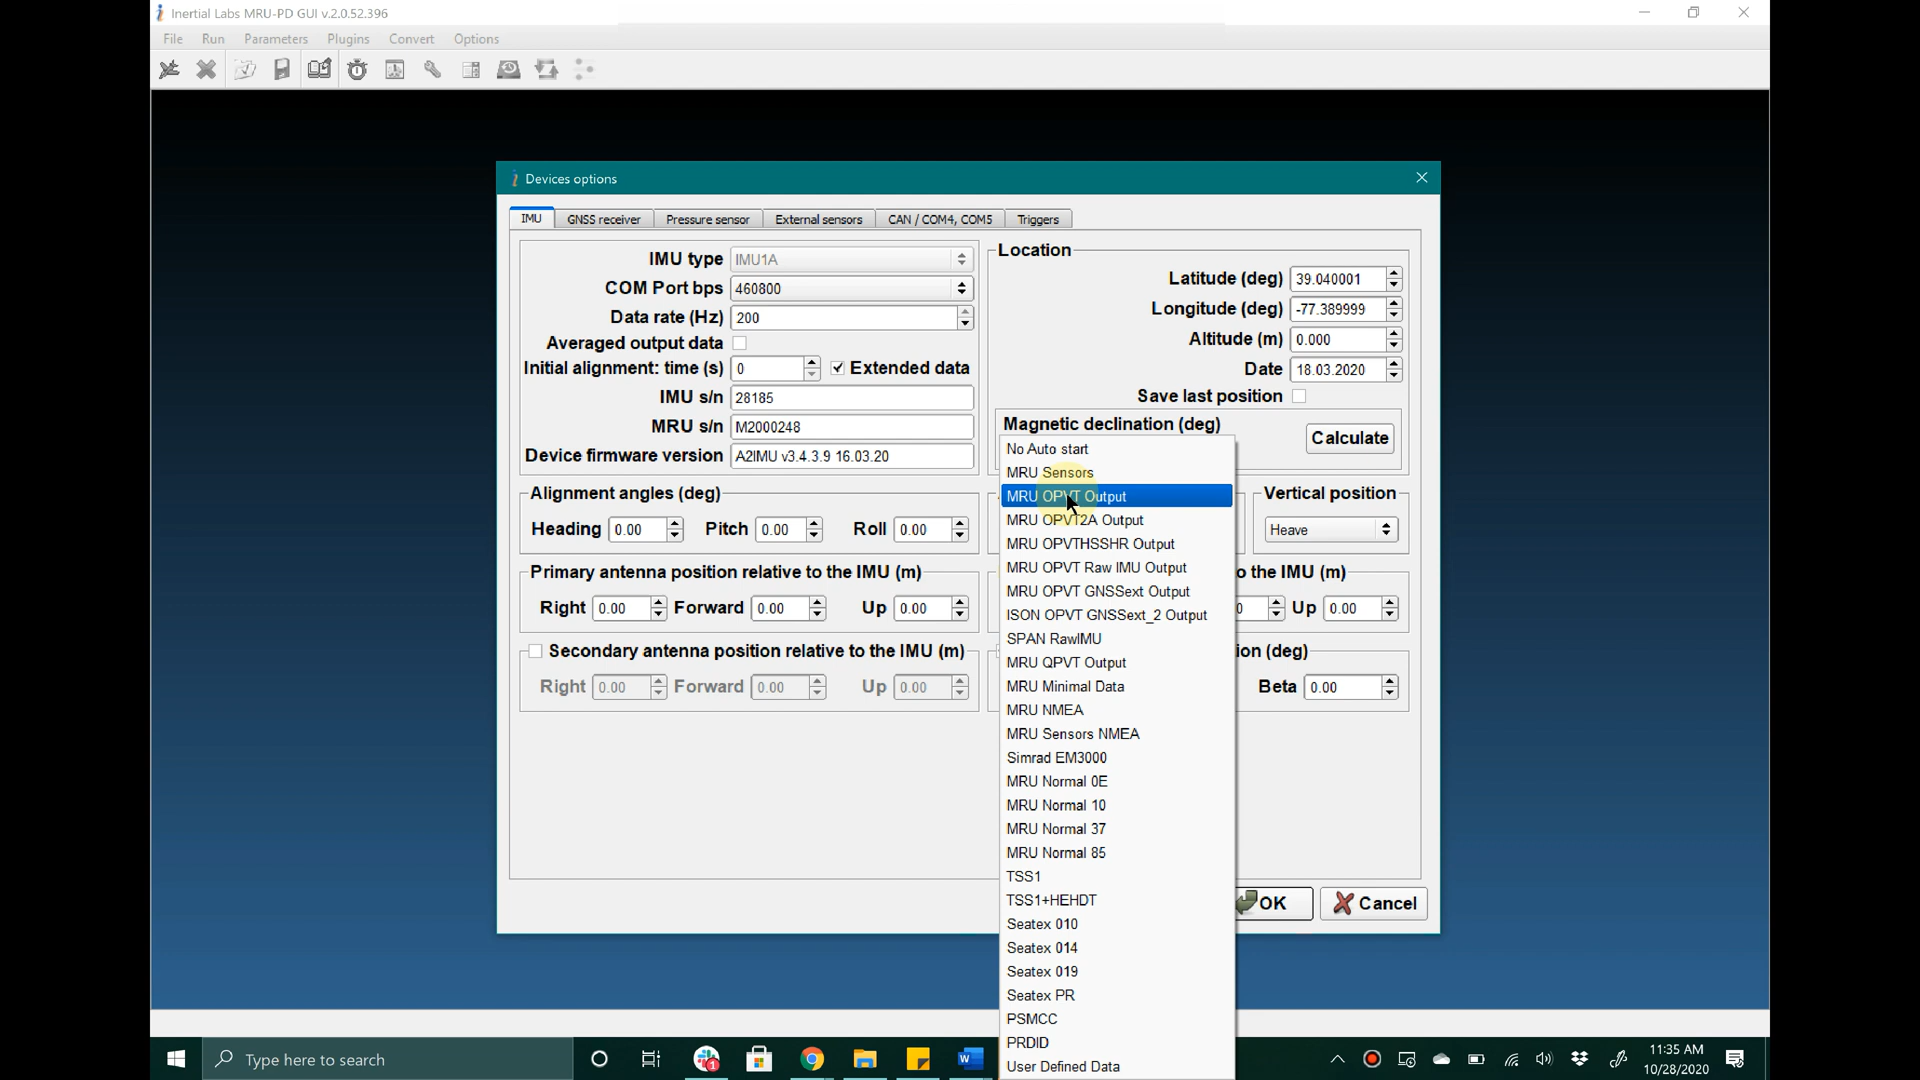 Inertial Labs MRU-PD GUI v.2.0.52.396
File Run Parameters Plugins Convert Options
Devices options
IMU GNSS receiver Pressure sensor External sensors CAN / COM4, COM5 Triggers
IMU type IMU1A
COM Port bps 460800
Data rate (Hz) 200
Averaged output data
Initial alignment: time (s) 0 Extended data
IMU s/n 28185
MRU s/n M2000248
Device firmware version A2IMU v3.4.3.9 16.03.20
Location
Latitude (deg) 39.040001
Longitude (deg) -77.389999
Altitude (m) 0.000
Date 18.03.2020
Save last position
Magnetic declination (deg)
Calculate
Alignment angles (deg)
Heading 0.00 Pitch 0.00 Roll 0.00
Vertical position
Heave
Primary antenna position relative to the IMU (m)
Right 0.00 Forward 0.00 Up 0.00
o the IMU (m)
0 Up 0.00
Secondary antenna position relative to the IMU (m)
Right 0.00 Forward 0.00 Up 0.00
ion (deg)
Beta 0.00
No Auto start
MRU Sensors
MRU OPVT Output
MRU OPVT2A Output
MRU OPVTHSSHR Output
MRU OPVT Raw IMU Output
MRU OPVT GNSSext Output
ISON OPVT GNSSext_2 Output
SPAN RawIMU
MRU QPVT Output
MRU Minimal Data
MRU NMEA
MRU Sensors NMEA
Simrad EM3000
MRU Normal 0E
MRU Normal 10
MRU Normal 37
MRU Normal 85
TSS1
TSS1+HEHDT
Seatex 010
Seatex 014
Seatex 019
Seatex PR
PSMCC
PRDID
User Defined Data
OK Cancel
Type here to search
1
11:35 AM
10/28/2020